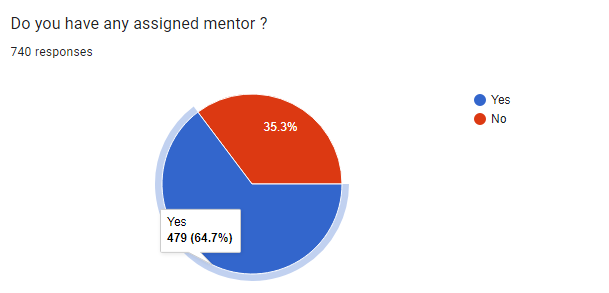 Do you have any assigned mentor ?
740 responses
Yes
No
35.3%
Yes
479 (64.7%)